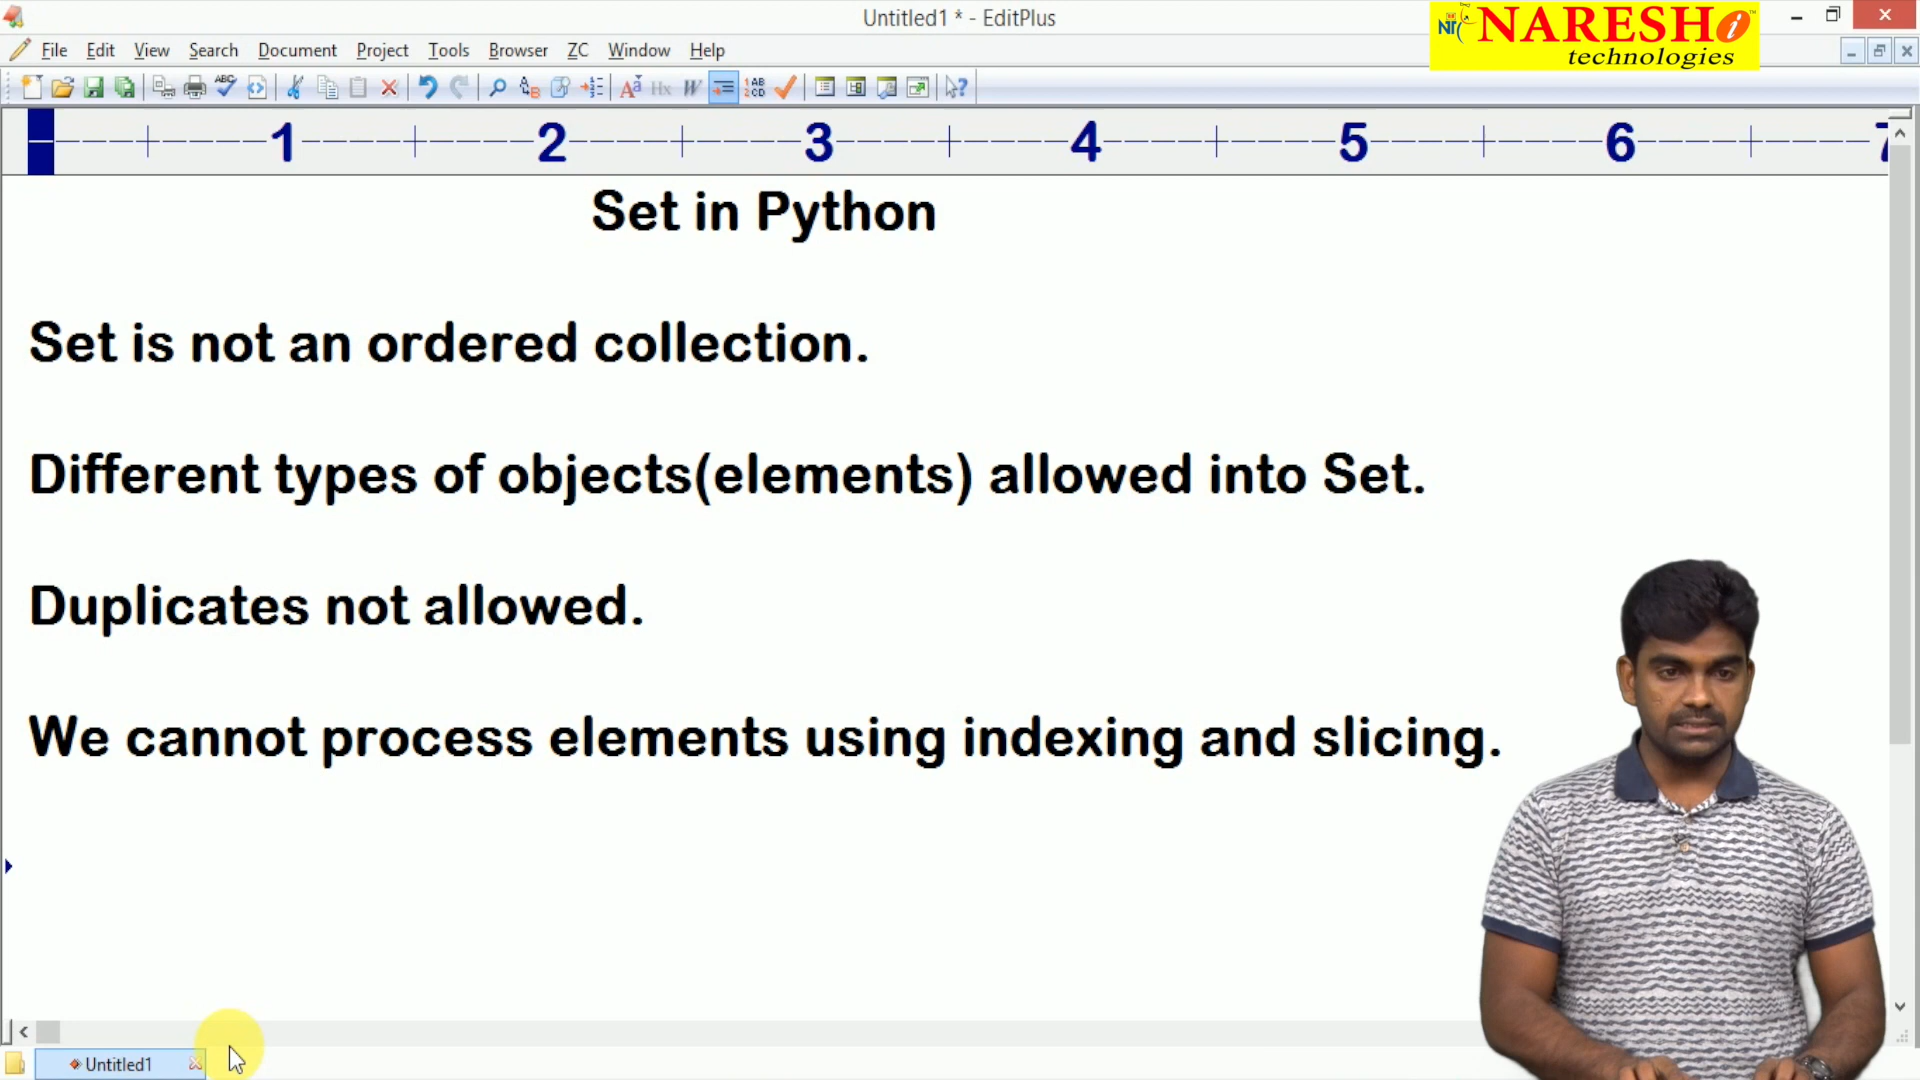 Untitled1 * - EditPlus
NARESH i
technologies
File Edit View Search Document Project Tools Browser ZC Window Help
1 2 3 4 5 6 7
Set in Python
Set is not an ordered collection.
Different types of objects(elements) allowed into Set.
Duplicates not allowed.
We cannot process elements using indexing and slicing.
Untitled1